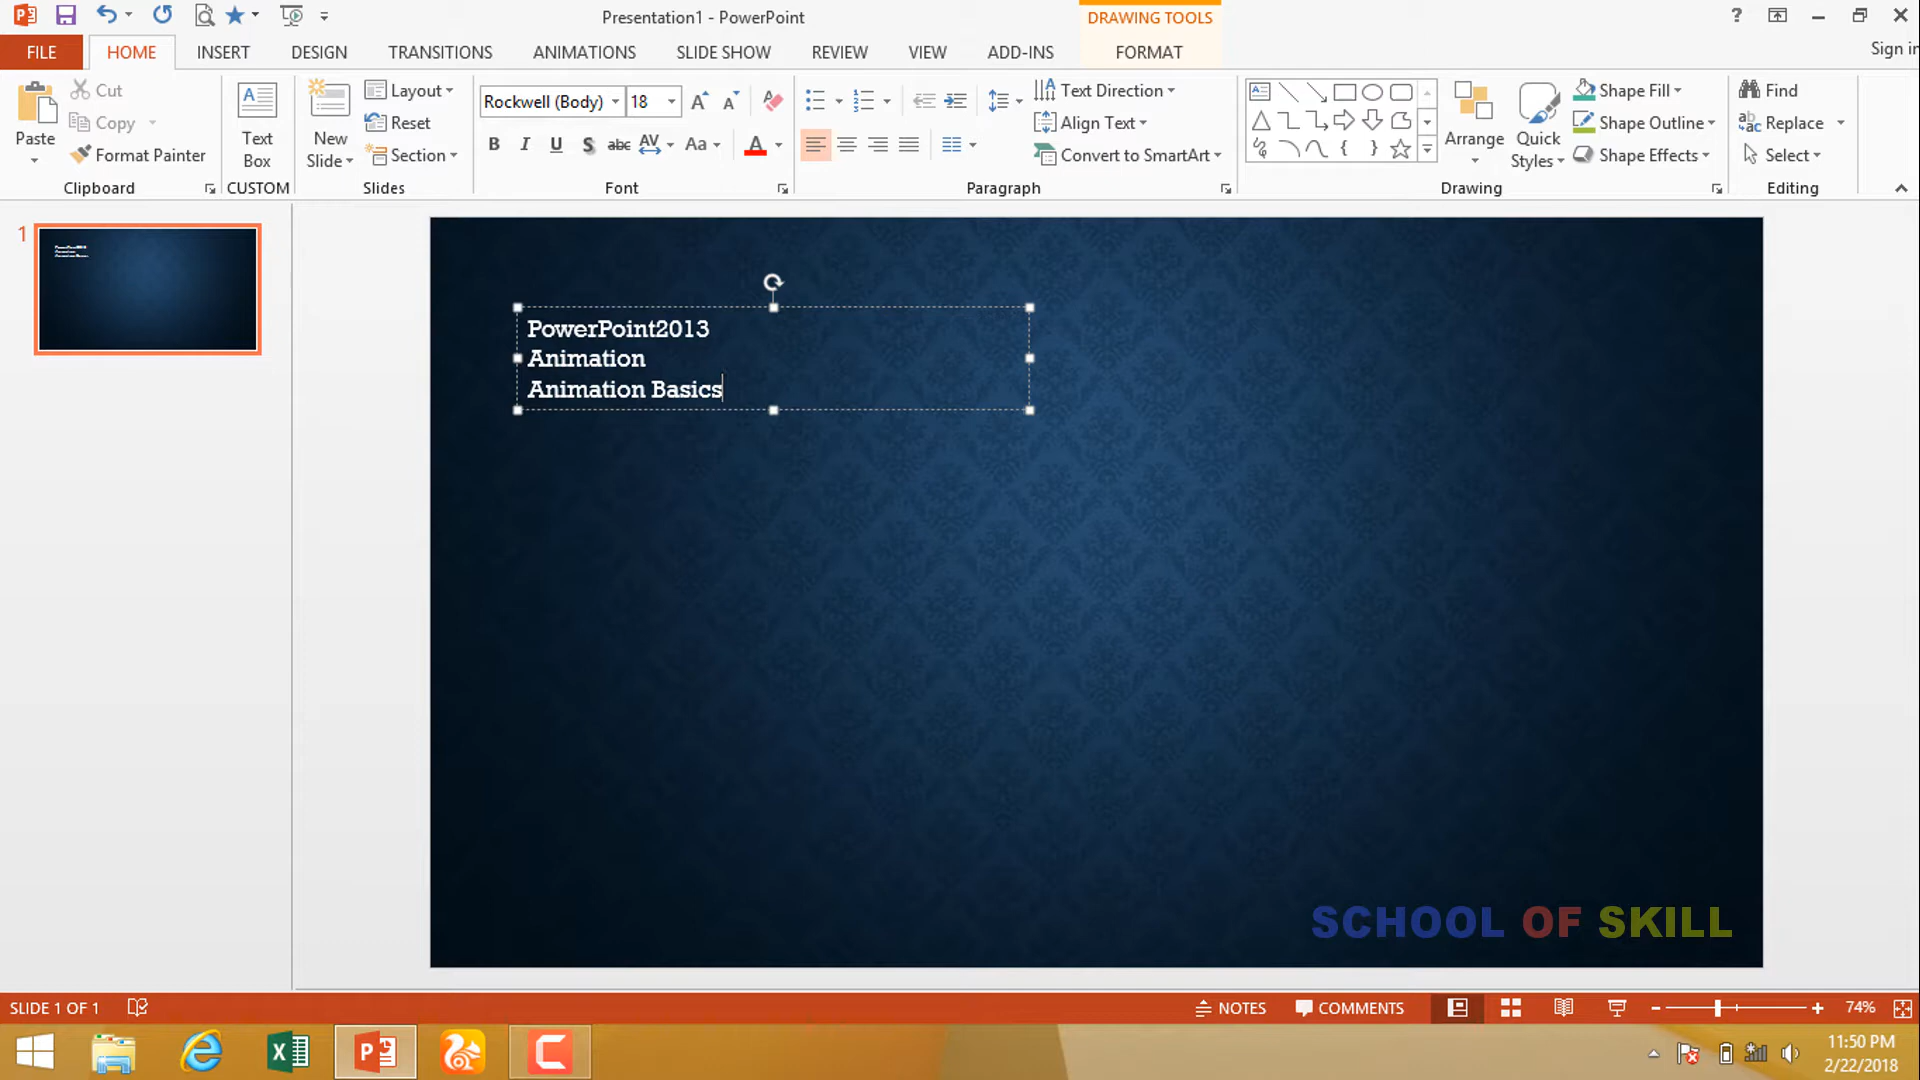 Presentation1 - PowerPoint
DRAWING TOOLS
?
Sign in
FILE
HOME
INSERT
DESIGN
TRANSITIONS
ANIMATIONS
SLIDE SHOW
REVIEW
VIEW
ADD-INS
FORMAT
Paste
Cut
Copy
Format Painter
Clipboard
Text
Box
CUSTOM
New
Slide
Layout
Reset
Section
Slides
Rockwell (Body)
18
B I U S abc AV Aa A
Font
Text Direction
Align Text
Convert to SmartArt
Paragraph
Arrange
Quick
Styles
Shape Fill
Shape Outline
Shape Effects
Drawing
Find
Replace
Select
Editing
1
PowerPoint2013
Animation
Animation Basics
SCHOOL OF SKILL
SLIDE 1 OF 1
NOTES
COMMENTS
74%
11:50 PM
2/22/2018